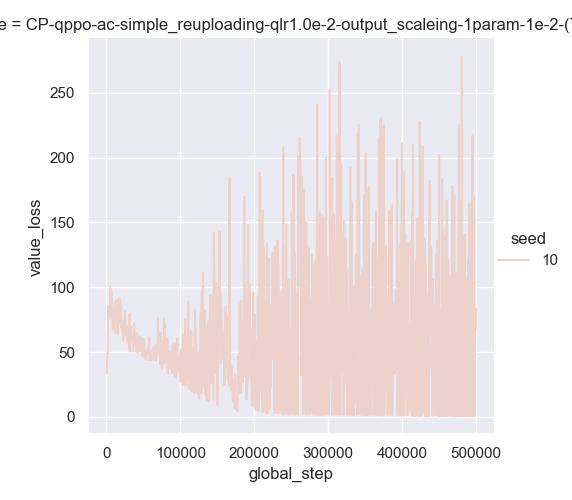 e = CP-qppo-ac-simple_reuploading-qlr1.0e-2-output_scaleing-1param-1e-2-(
value_loss
250
200
150
100
50
0
0 100000 200000 300000 400000 500000
global_step
seed
10